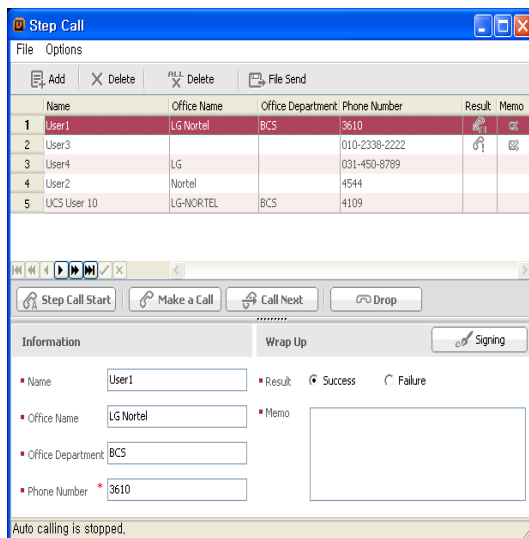 Step Call
File Options
Add Delete ALL Delete File Send
Name Office Name Office Department Phone Number Result Memo
1 User1 LG Nortel BCS 3610
2 User3 010-2338-2222
3 User4 LG 031-450-8789
4 User2 Nortel 4544
5 UCS User 10 LG-NORTEL BCS 4109
Step Call Start Make a Call Call Next Drop
Information Wrap Up Signing
Name User1 Result Success Failure
Office Name LG Nortel Memo
Office Department BCS
Phone Number * 3610
Auto calling is stopped,